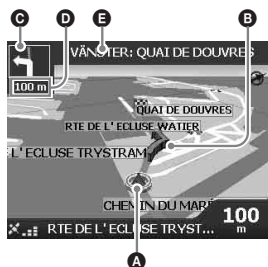 C
D
E
B
VÄNSTER: QUAI DE DOUVRES
100 m
QUAI DE DOUVRES
RTE DE L'ECLUSE WATIER
L'ECLUSE TRYSTRAM
CHEMIN DU MAR
100
m
RTE DE L'ECLUSE TRYST...
A